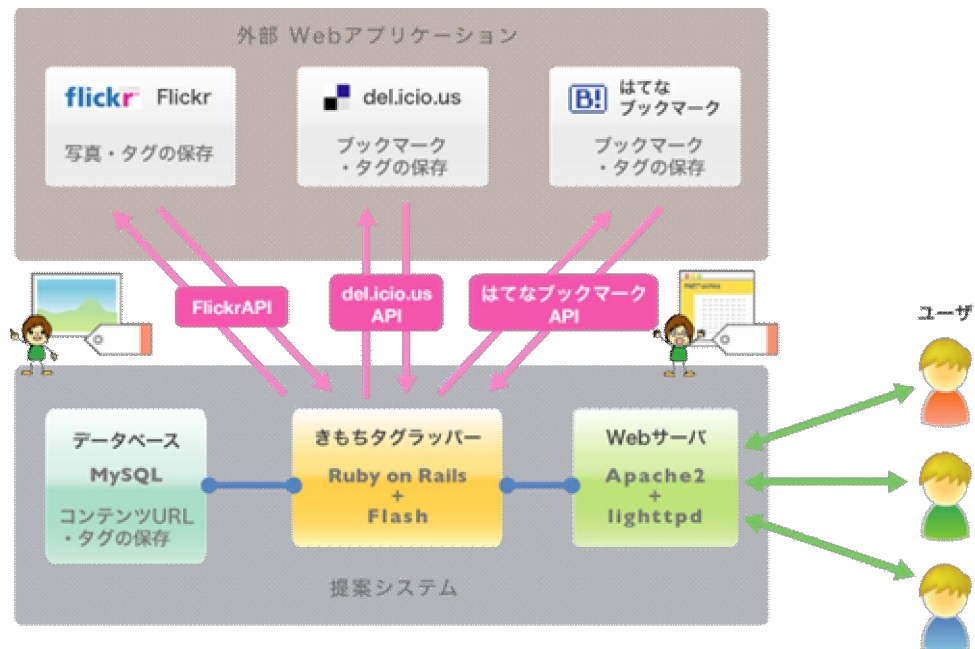 外部 Webアプリケーション
flickr Flickr
写真・タグの保存
del.icio.us
ブックマーク
・タグの保存
B! はてな
ブックマーク
ブックマーク
・タグの保存
FlickrAPI
del.icio.us
API
はてなブックマーク
API
ユーザ
データベース
MySQL
コンテンツURL
・タグの保存
きもちタグラッパー
Ruby on Rails
+
Flash
Webサーバ
Apache2
+
lighttpd
提案システム